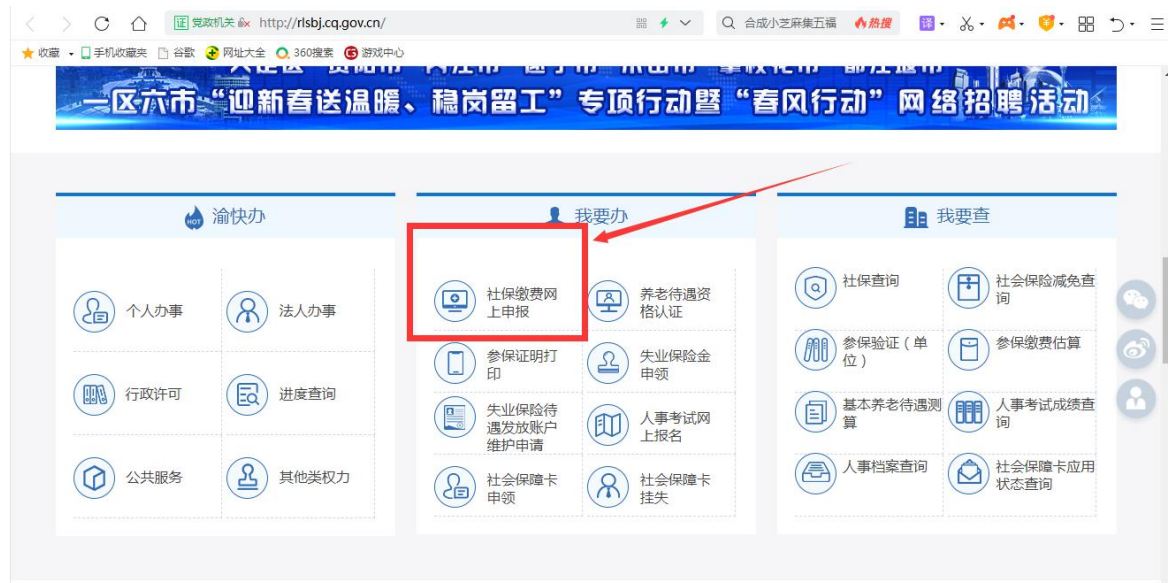 证 党政机关 http://rlsbj.cq.gov.cn/ 合成小芝麻集五福 热搜 译
收藏 手机收藏夹 谷歌 网址大全 360搜索 游戏中心
一区六市“迎新春送温暖、稳岗留工”专项行动暨“春风行动”网络招聘活动
HOT 渝快办
个人办事 法人办事
行政许可 进度查询
公共服务 其他类权力
我要办
社保缴费网 养老待遇资
上申报 格认证
参保证明打 失业保险金
印 申领
失业保险待 人事考试网
遇发放账户 上报名
维护申请
社会保障卡 社会保障卡
申领 挂失
我要查
社保查询 社会保险减免查
询
参保验证（单 参保缴费估算
位）
基本养老待遇测 人事考试成绩查
算 询
人事档案查询 社会保障卡应用
状态查询